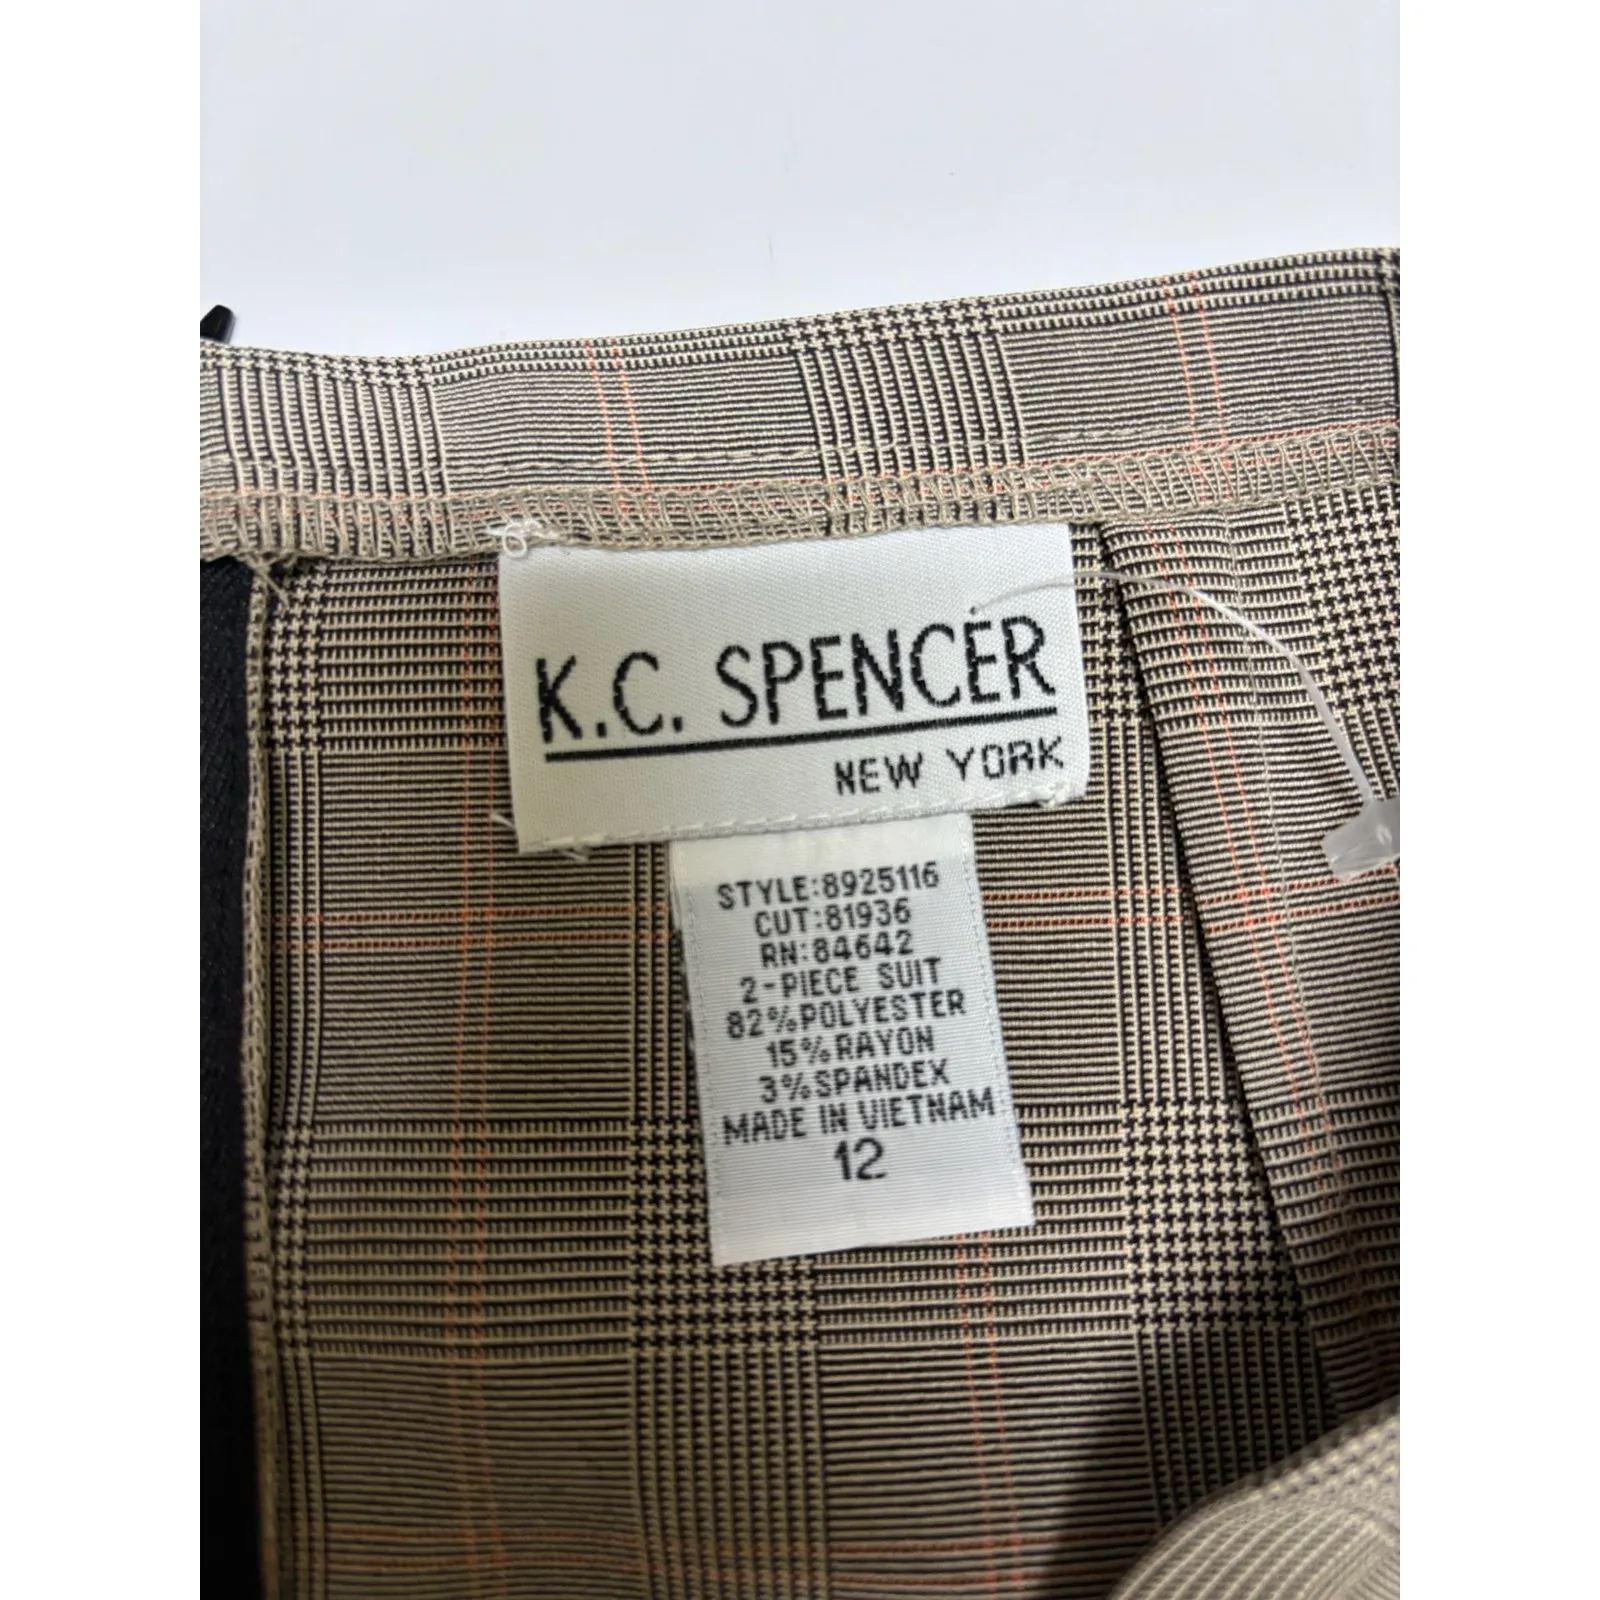 K.C. SPENCER
NEW YORK
STYLE:8925116
CUT:81936
RN:84642
2-PIECE SUIT
82%POLYESTER
15%RAYON
3%SPANDEX
MADE IN VIETNAM
12